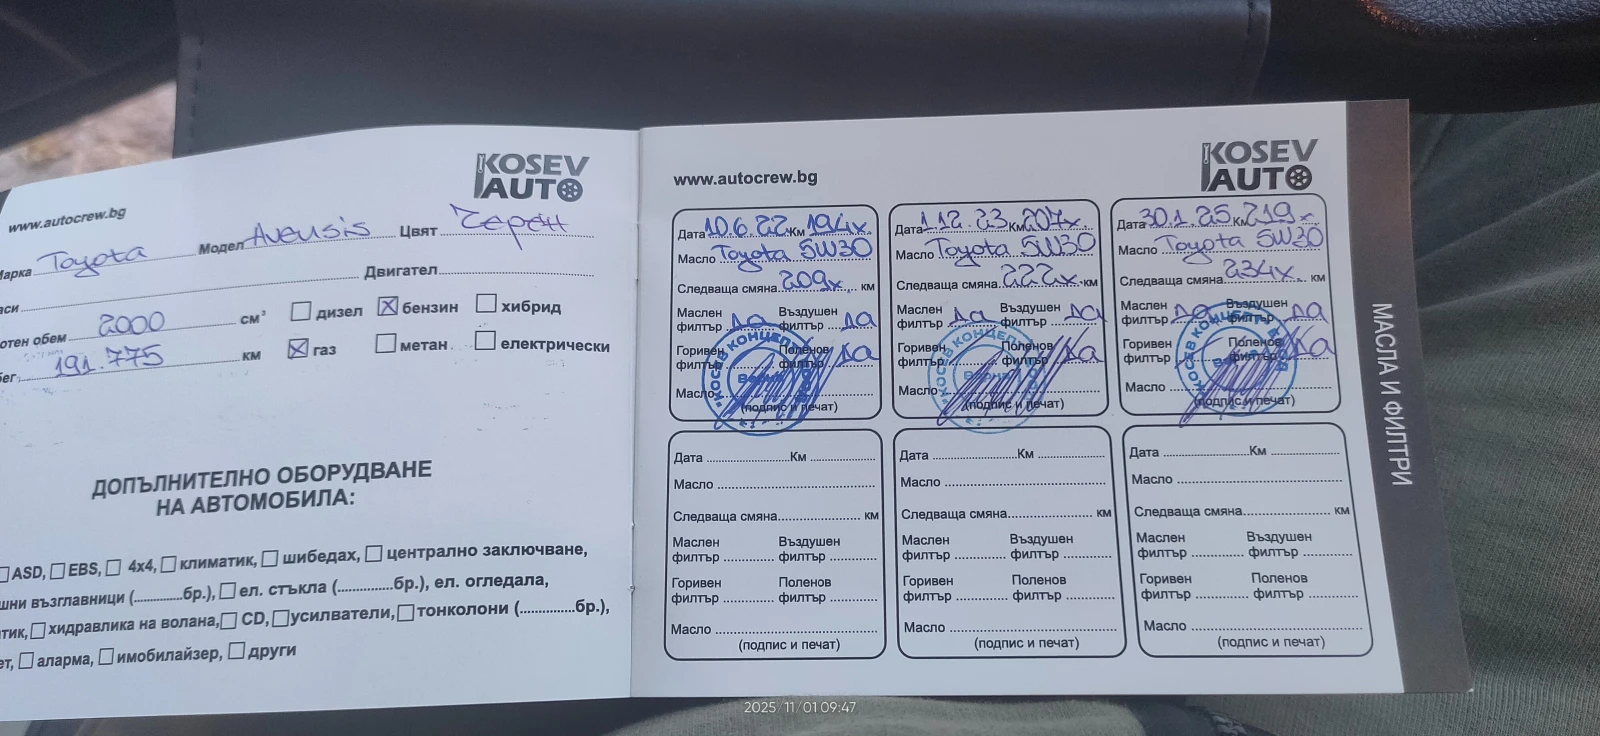 www.autocrew.bg
KOSEV
AUTO
Марка Toyota Модел Avensis Цвят Черен
Двигател
2000 см³ дизел бензин хибрид
191.775 км газ метан електрически
ДОПЪЛНИТЕЛНО ОБОРУДВАНЕ
НА АВТОМОБИЛА:
ASD, EBS, 4x4, климатик, шибедах, централно заключване,
възглавници (..............бр.), ел. стъкла (..............бр.), ел. огледала,
хидравлика на волана, CD, усилватели, тонколони (..............бр.),
аларма, имобилайзер, други
www.autocrew.bg
KOSEV
AUTO
Дата 10.6.22 Км 194х
Масло Toyota 5W30
Следваща смяна 209х км
Маслен Въздушен
филтър Да филтър Да
Горивен Поленов
филтър филтър Да
Масло
(подпис и печат)
Дата 1.12.23 Км 207х.
Масло Toyota 5W30
Следваща смяна 222х км
Маслен Въздушен
филтър Да филтър Да
Горивен Поленов
филтър филтър Да
Масло
(подпис и печат)
Дата 30.1.25 Км 219х
Масло Toyota 5W30
Следваща смяна 234х км
Маслен Въздушен
филтър Да филтър Да
Горивен Поленов
филтър филтър Да
Масло
(подпис и печат)
Дата Км
Масло
Следваща смяна км
Маслен Въздушен
филтър филтър
Горивен Поленов
филтър филтър
Масло
(подпис и печат)
Дата Км
Масло
Следваща смяна км
Маслен Въздушен
филтър филтър
Горивен Поленов
филтър филтър
Масло
(подпис и печат)
Дата Км
Масло
Следваща смяна км
Маслен Въздушен
филтър филтър
Горивен Поленов
филтър филтър
Масло
(подпис и печат)
МАСЛА И ФИЛТРИ
2025/11/01 09:47